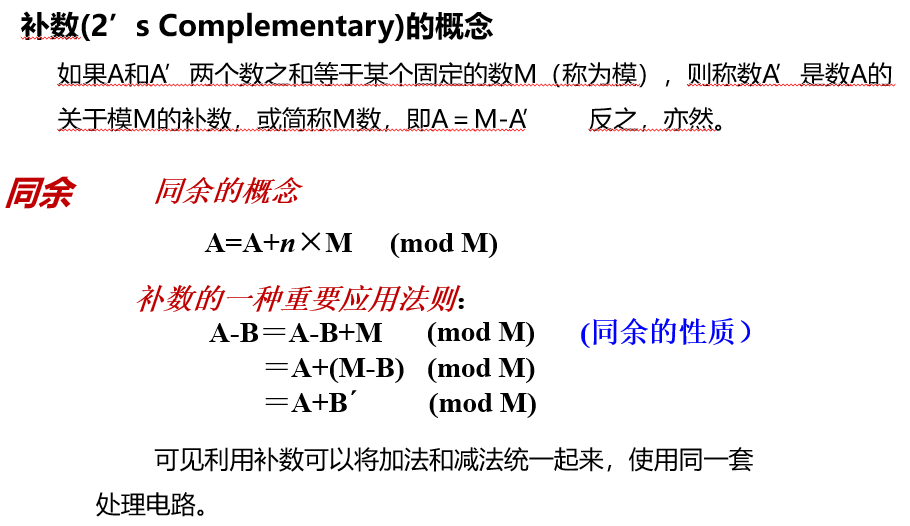 补数(2’s Complementary)的概念
如果A和A’两个数之和等于某个固定的数M（称为模），则称数A’是数A的
关于模M的补数，或简称M数，即A＝M-A’ 反之，亦然。
同余 同余的概念
A=A+n×M (mod M)
补数的一种重要应用法则：
A-B＝A-B+M (mod M) (同余的性质）
＝A+(M-B) (mod M)
＝A+B´ (mod M)
可见利用补数可以将加法和减法统一起来，使用同一套
处理电路。